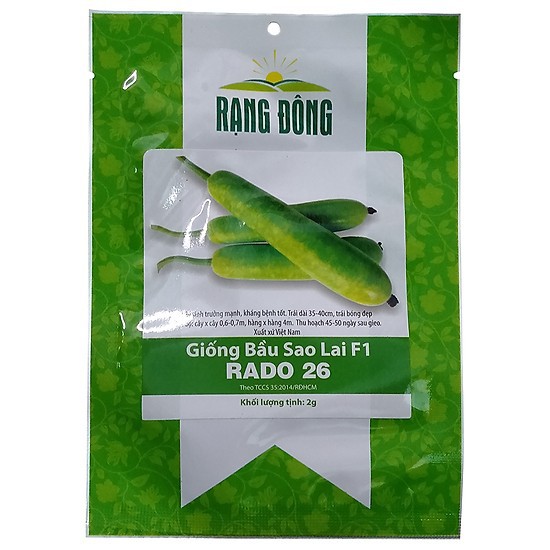 RẠNG ĐÔNG
sinh trưởng mạnh, kháng bệnh tốt. Trái dài 35-40cm, trái bóng đẹp
cây x cây 0,6-0,7m, hàng x hàng 4m. Thu hoạch 45-50 ngày sau gieo.
Xuất xứ Việt Nam
Giống Bầu Sao Lai F1
RADO 26
Theo TCCS 35:2014/RDHCM
Khối lượng tịnh: 2g